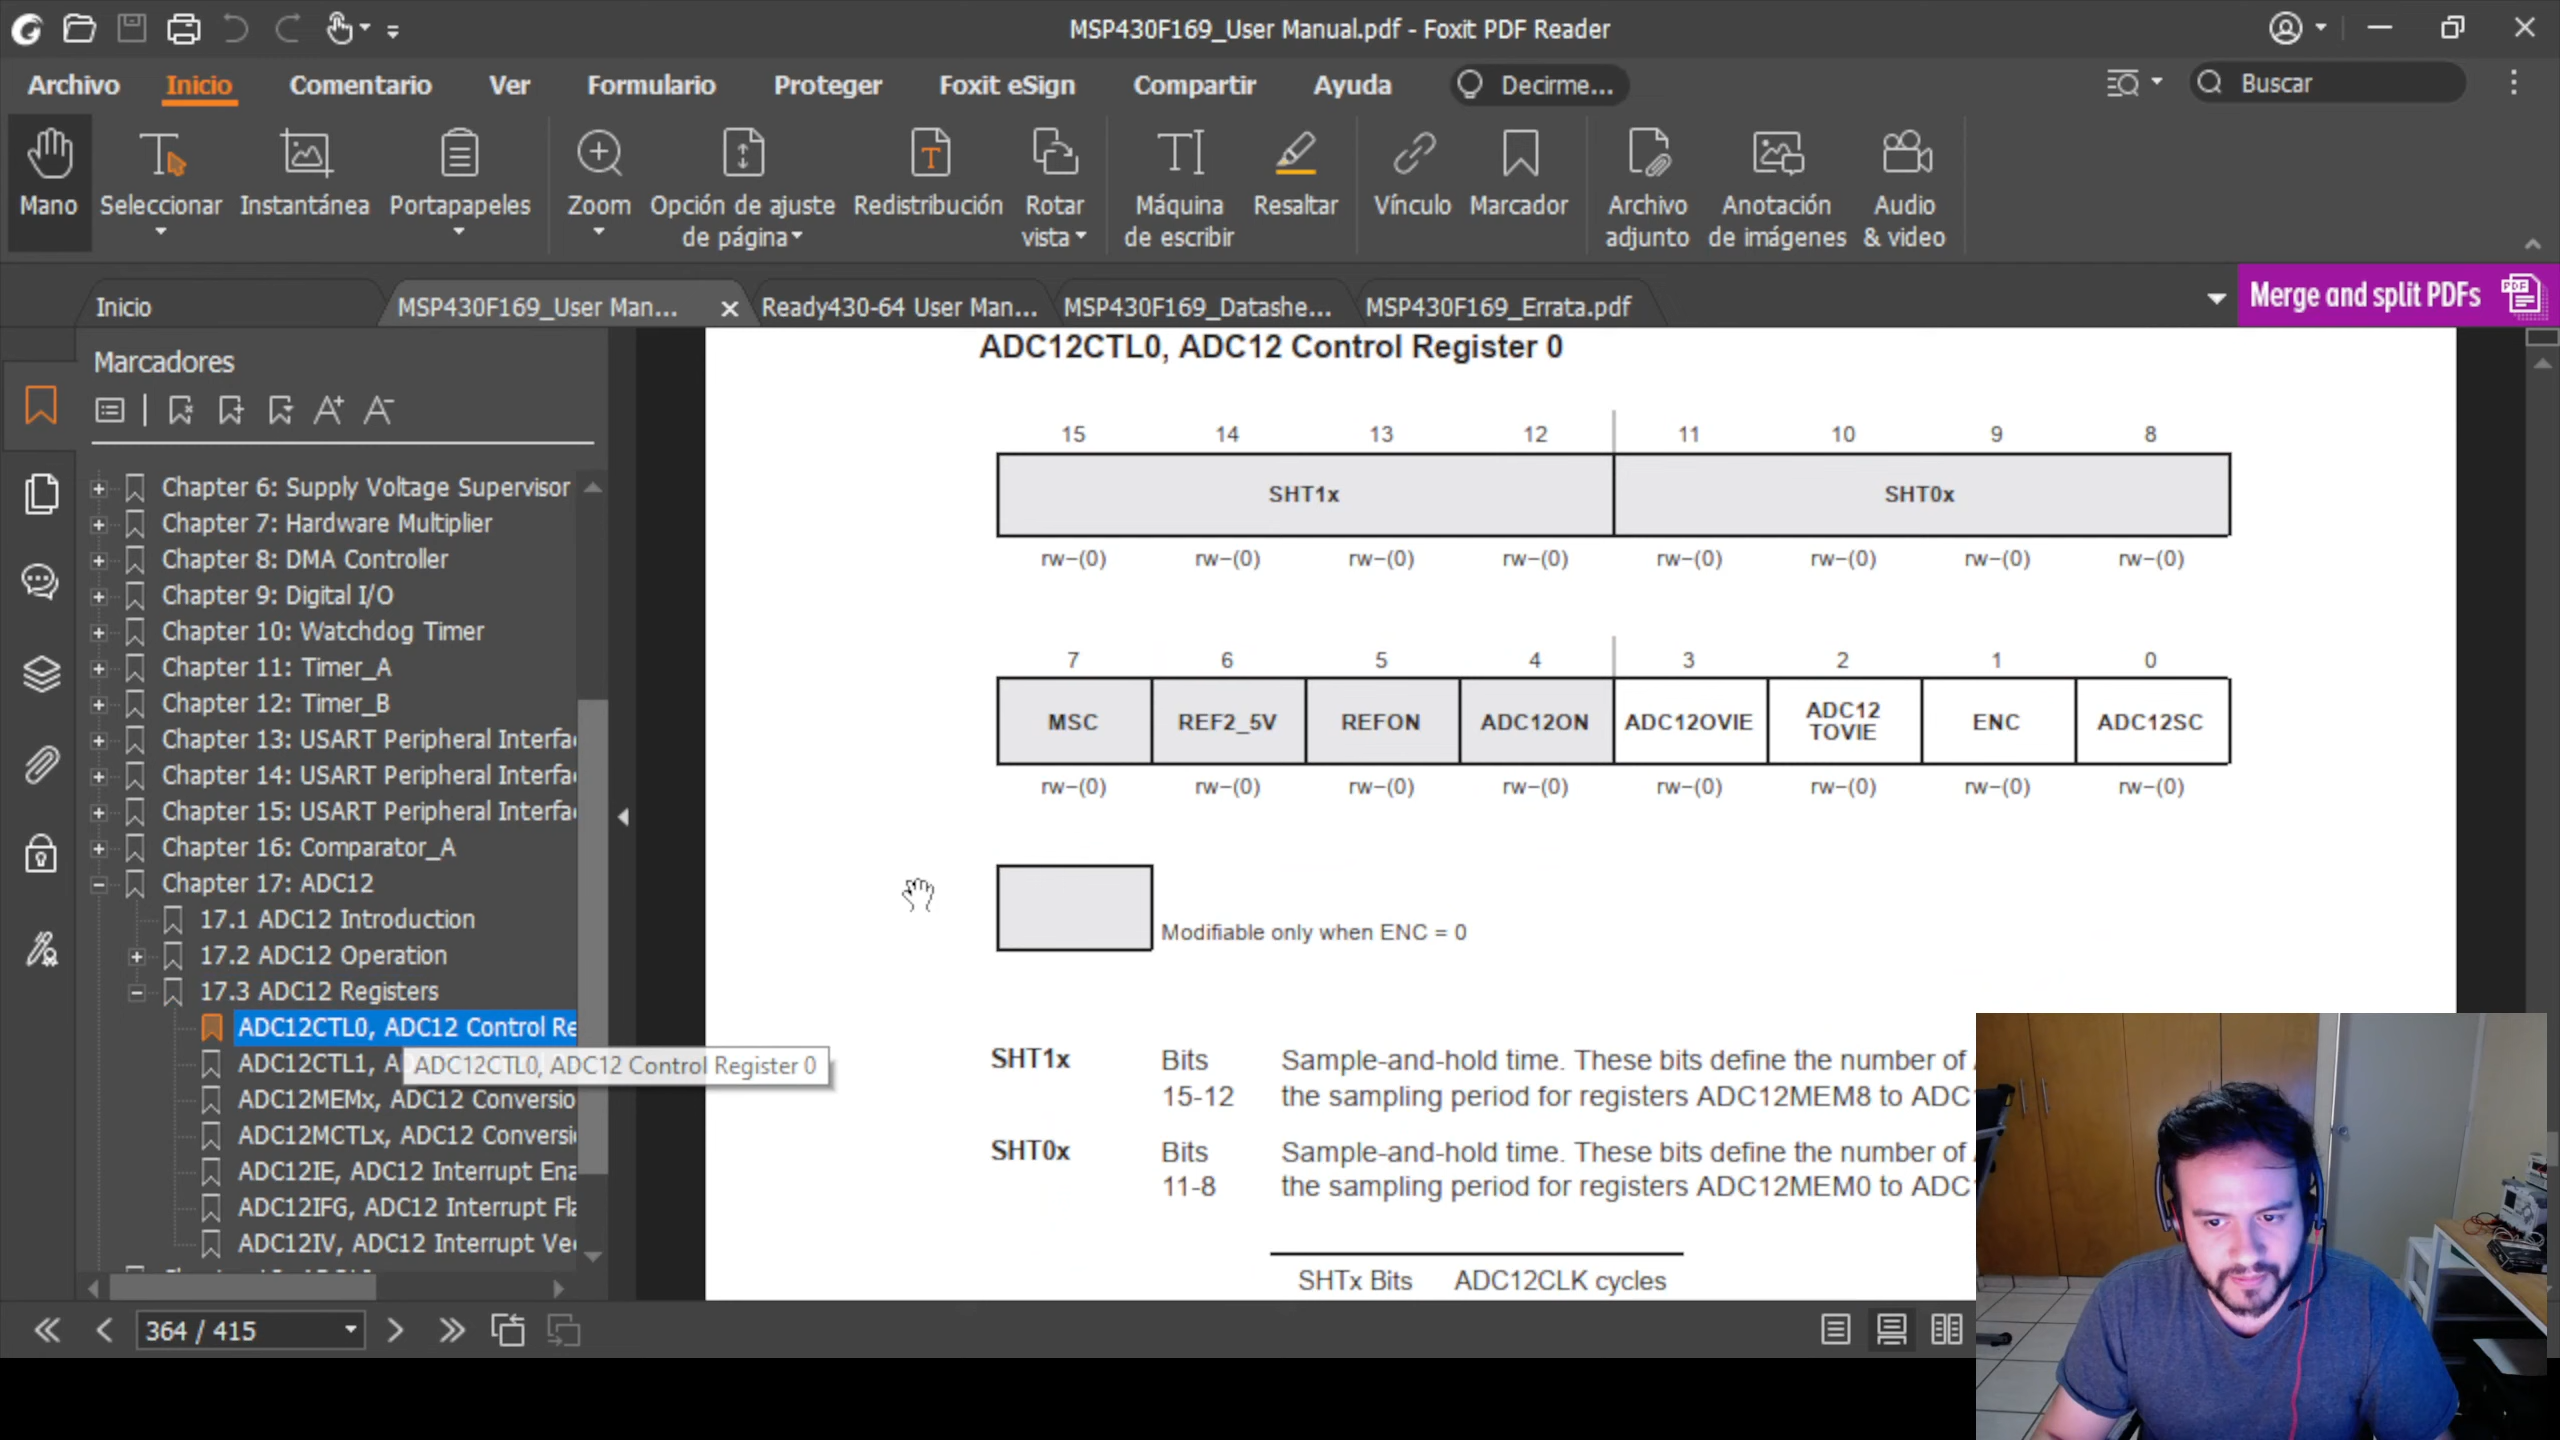 MSP430F169_User Manual.pdf - Foxit PDF Reader
Archivo Inicio Comentario Ver Formulario Proteger Foxit eSign Compartir Ayuda Decirme... Buscar
Mano Seleccionar Instantánea Portapapeles Zoom Opción de ajuste de página Redistribución Rotar vista Máquina de escribir Resaltar Vínculo Marcador Archivo adjunto Anotación de imágenes Audio & video
Inicio MSP430F169_User Man... Ready430-64 User Man... MSP430F169_Datashe... MSP430F169_Errata.pdf Merge and split PDFs
Marcadores
Chapter 6: Supply Voltage Supervisor
Chapter 7: Hardware Multiplier
Chapter 8: DMA Controller
Chapter 9: Digital I/O
Chapter 10: Watchdog Timer
Chapter 11: Timer_A
Chapter 12: Timer_B
Chapter 13: USART Peripheral Interfa
Chapter 14: USART Peripheral Interfa
Chapter 15: USART Peripheral Interfa
Chapter 16: Comparator_A
Chapter 17: ADC12
17.1 ADC12 Introduction
17.2 ADC12 Operation
17.3 ADC12 Registers
ADC12CTL0, ADC12 Control Re
ADC12CTL1, A
ADC12CTL0, ADC12 Control Register 0
ADC12MEMx, ADC12 Conversio
ADC12MCTLx, ADC12 Conversi
ADC12IE, ADC12 Interrupt Ena
ADC12IFG, ADC12 Interrupt Fla
ADC12IV, ADC12 Interrupt Vec
ADC12CTL0, ADC12 Control Register 0
15 14 13 12 11 10 9 8
SHT1x SHT0x
rw-(0) rw-(0) rw-(0) rw-(0) rw-(0) rw-(0) rw-(0) rw-(0)
7 6 5 4 3 2 1 0
MSC REF2_5V REFON ADC12ON ADC12OVIE ADC12 TOVIE ENC ADC12SC
rw-(0) rw-(0) rw-(0) rw-(0) rw-(0) rw-(0) rw-(0) rw-(0)
Modifiable only when ENC = 0
SHT1x Bits Sample-and-hold time. These bits define the number of
15-12 the sampling period for registers ADC12MEM8 to ADC
SHT0x Bits Sample-and-hold time. These bits define the number of
11-8 the sampling period for registers ADC12MEM0 to ADC
SHTx Bits ADC12CLK cycles
364 / 415